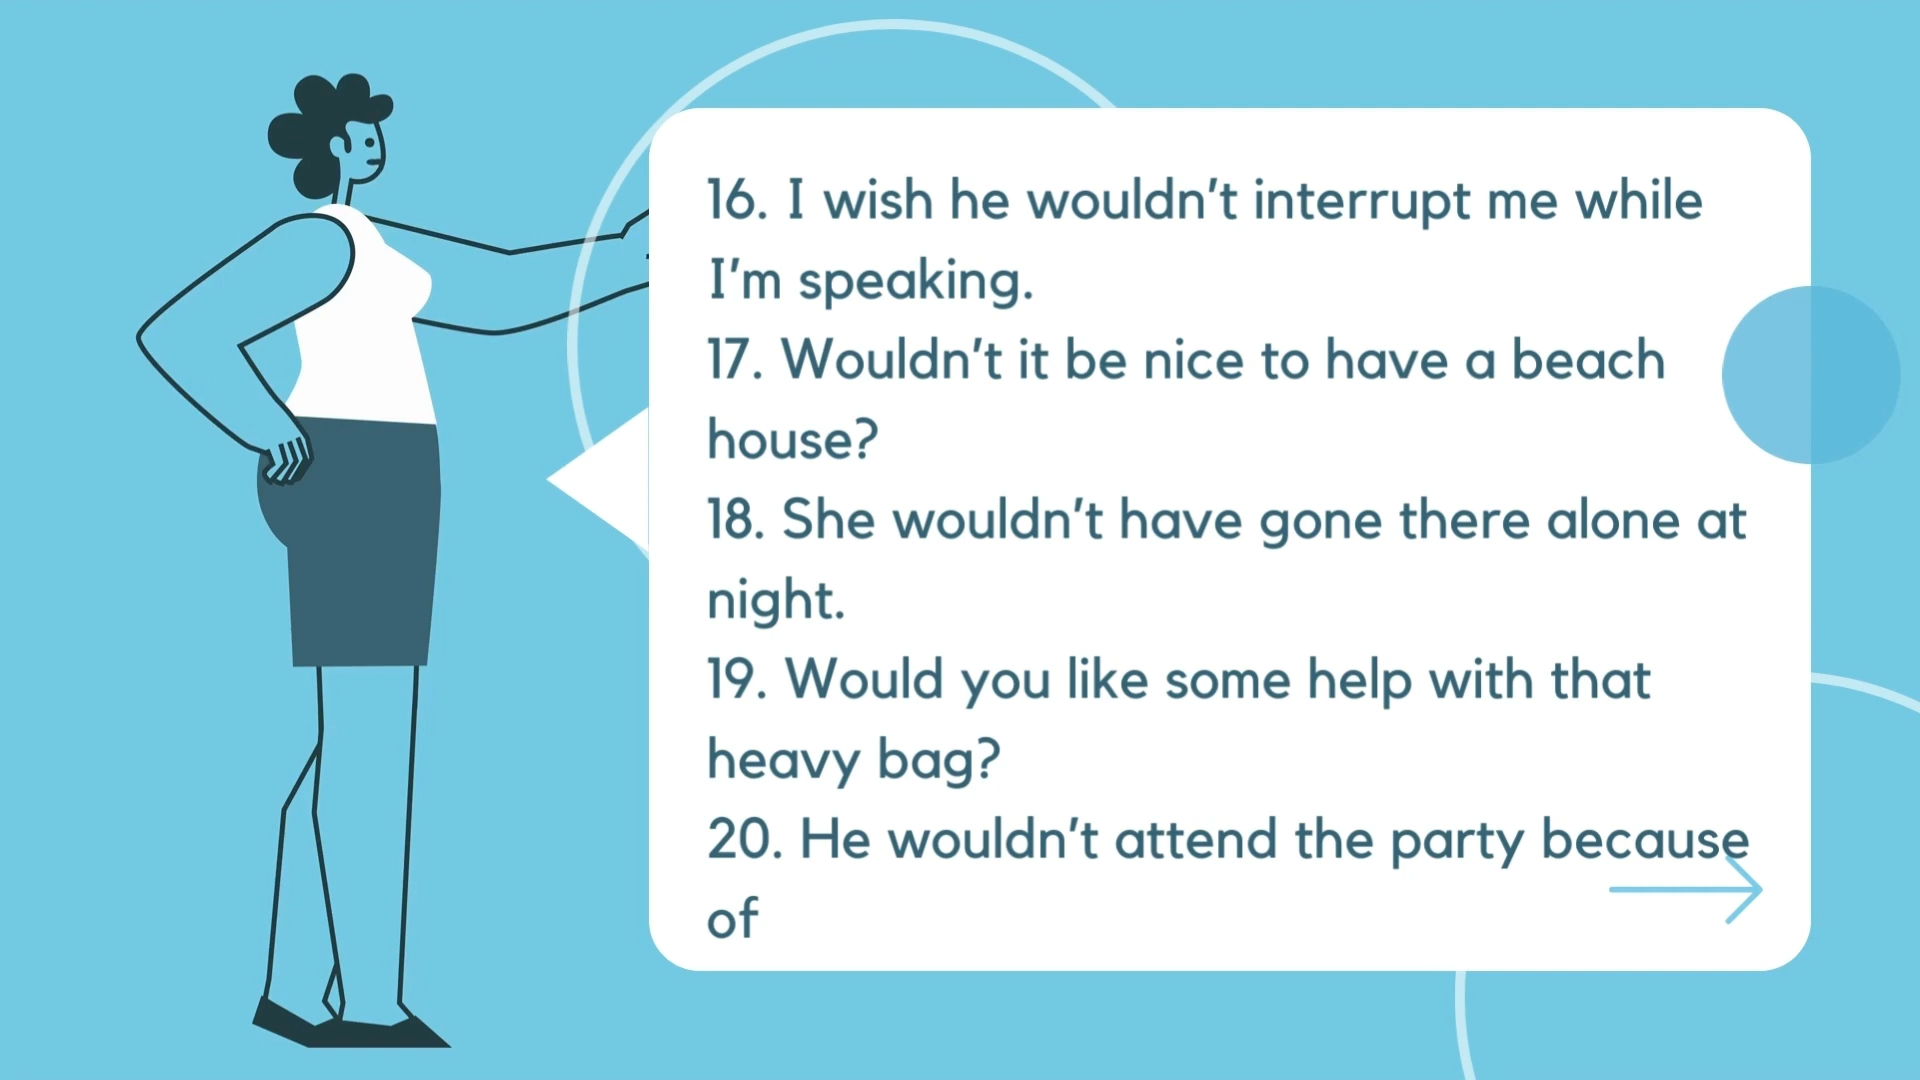 16. I wish he wouldn’t interrupt me while
I’m speaking.
17. Wouldn’t it be nice to have a beach
house?
18. She wouldn’t have gone there alone at
night.
19. Would you like some help with that
heavy bag?
20. He wouldn’t attend the party because
of